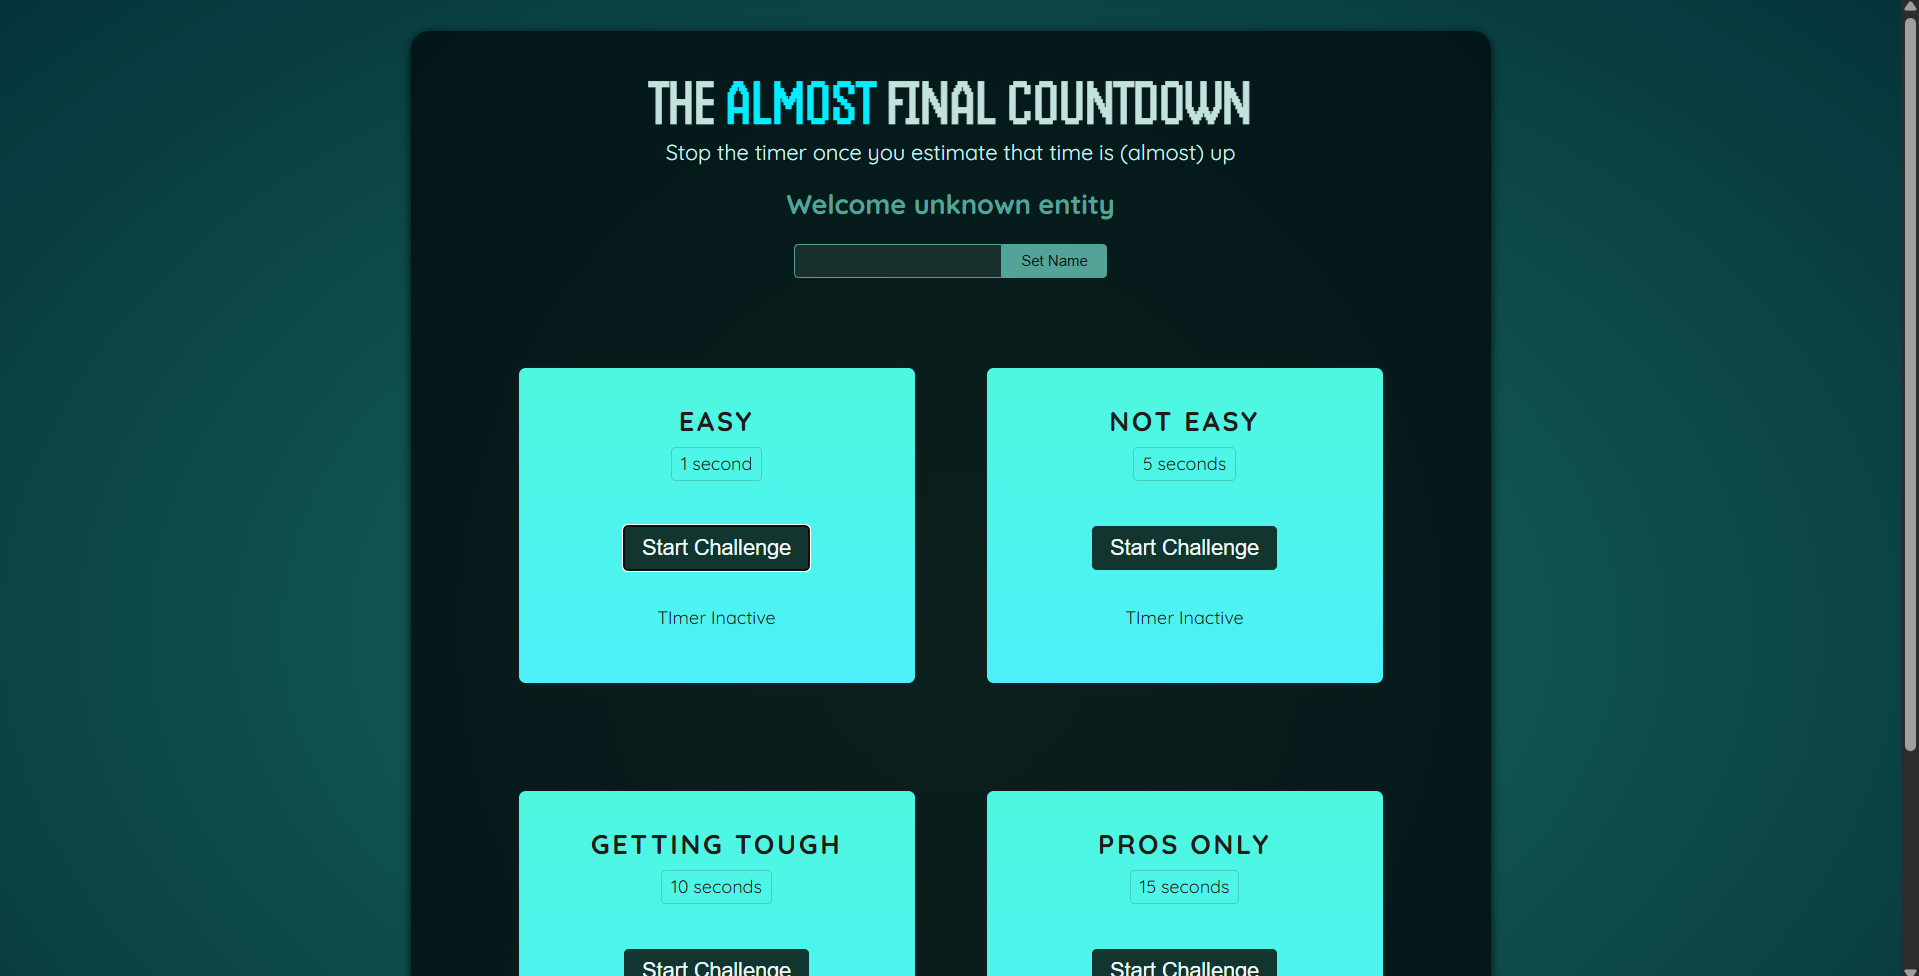 THE ALMOST FINAL COUNTDOWN
Stop the timer once you estimate that time is (almost) up
Welcome unknown entity
Set Name
EASY
1 second
Start Challenge
TImer Inactive
NOT EASY
5 seconds
Start Challenge
TImer Inactive
GETTING TOUGH
10 seconds
Start Challenge
PROS ONLY
15 seconds
Start Challenge